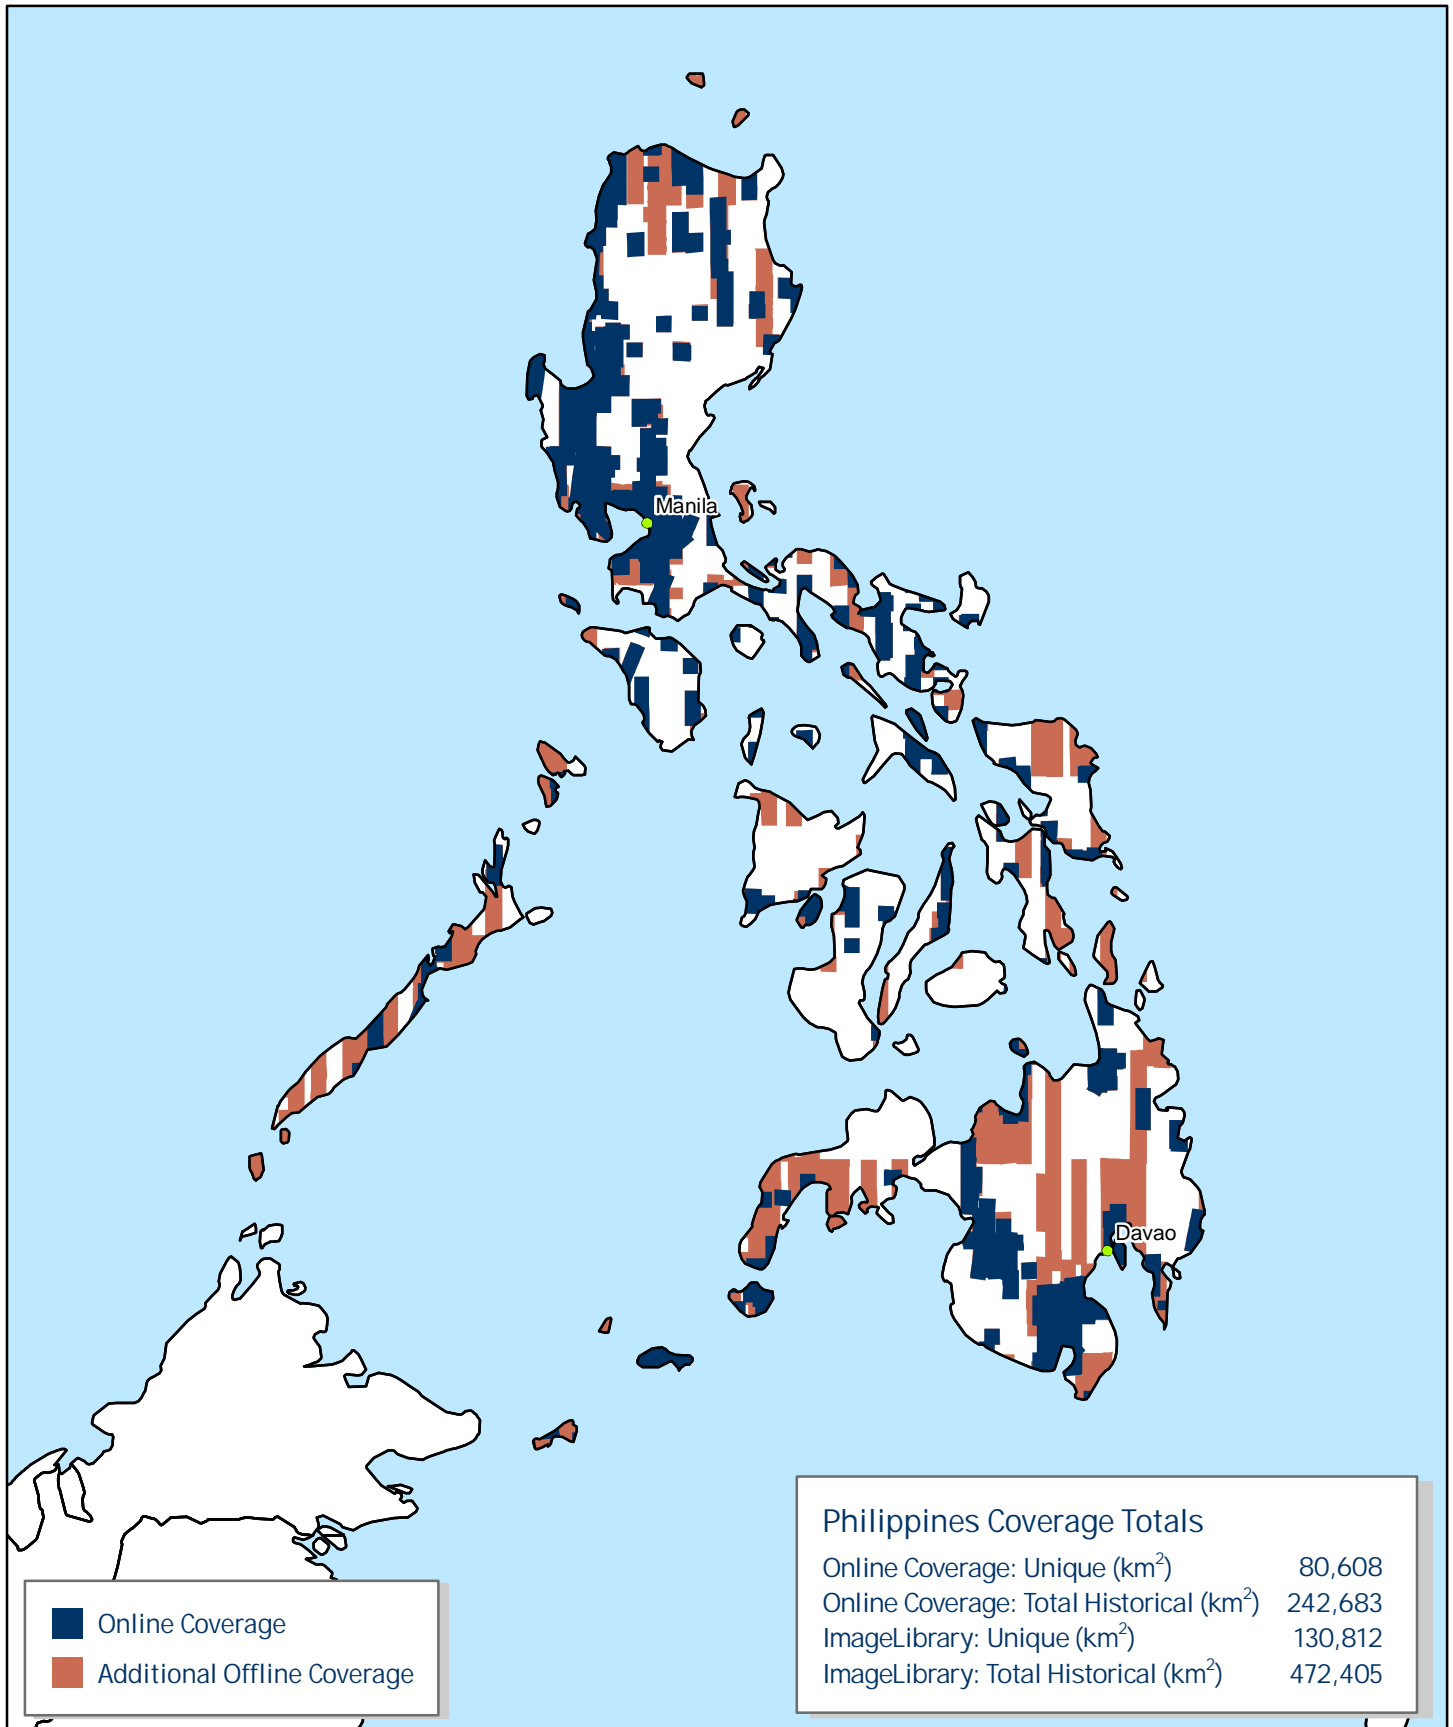 Manila
Davao
Philippines Coverage Totals
Online Coverage: Unique (km²) 80,608
Online Coverage: Total Historical (km²) 242,683
ImageLibrary: Unique (km²) 130,812
ImageLibrary: Total Historical (km²) 472,405
Online Coverage
Additional Offline Coverage